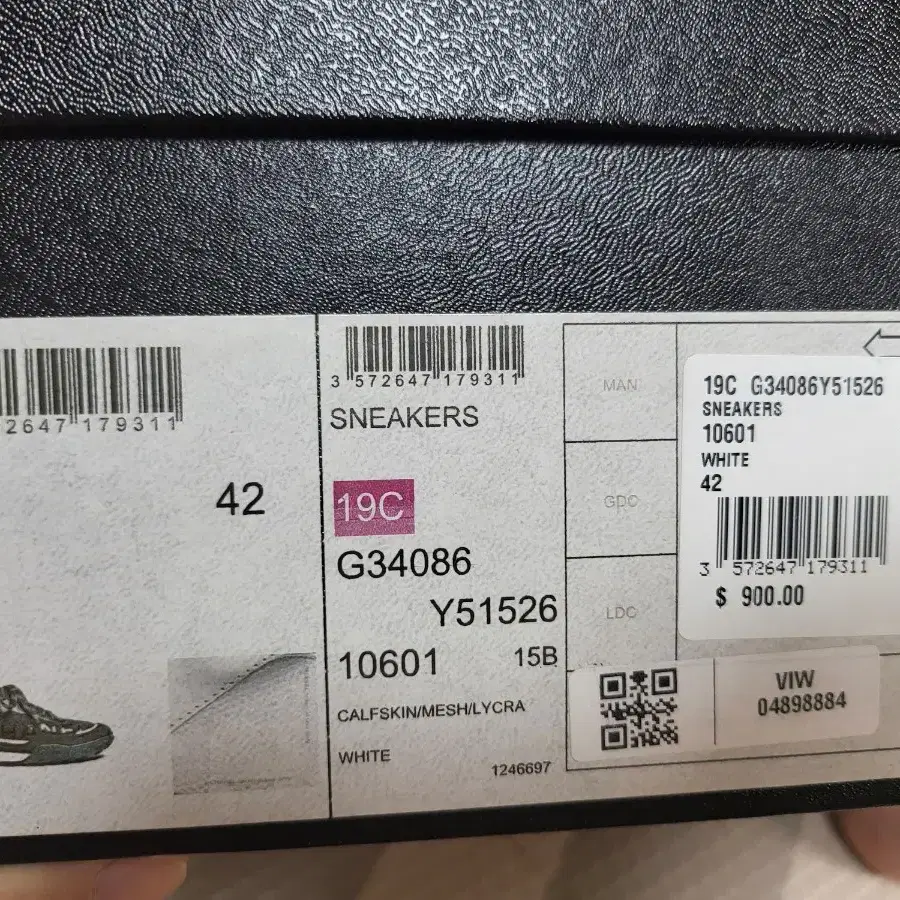 2647 179311
42
3 572647 179311
SNEAKERS
19C
G34086
Y51526
10601 15B
CALFSKIN/MESH/LYCRA
WHITE
1246697
MAN
GDC
LDC
19C G34086Y51526
SNEAKERS
10601
WHITE
42
3 572647 179311
$ 900.00
VIW
04898884